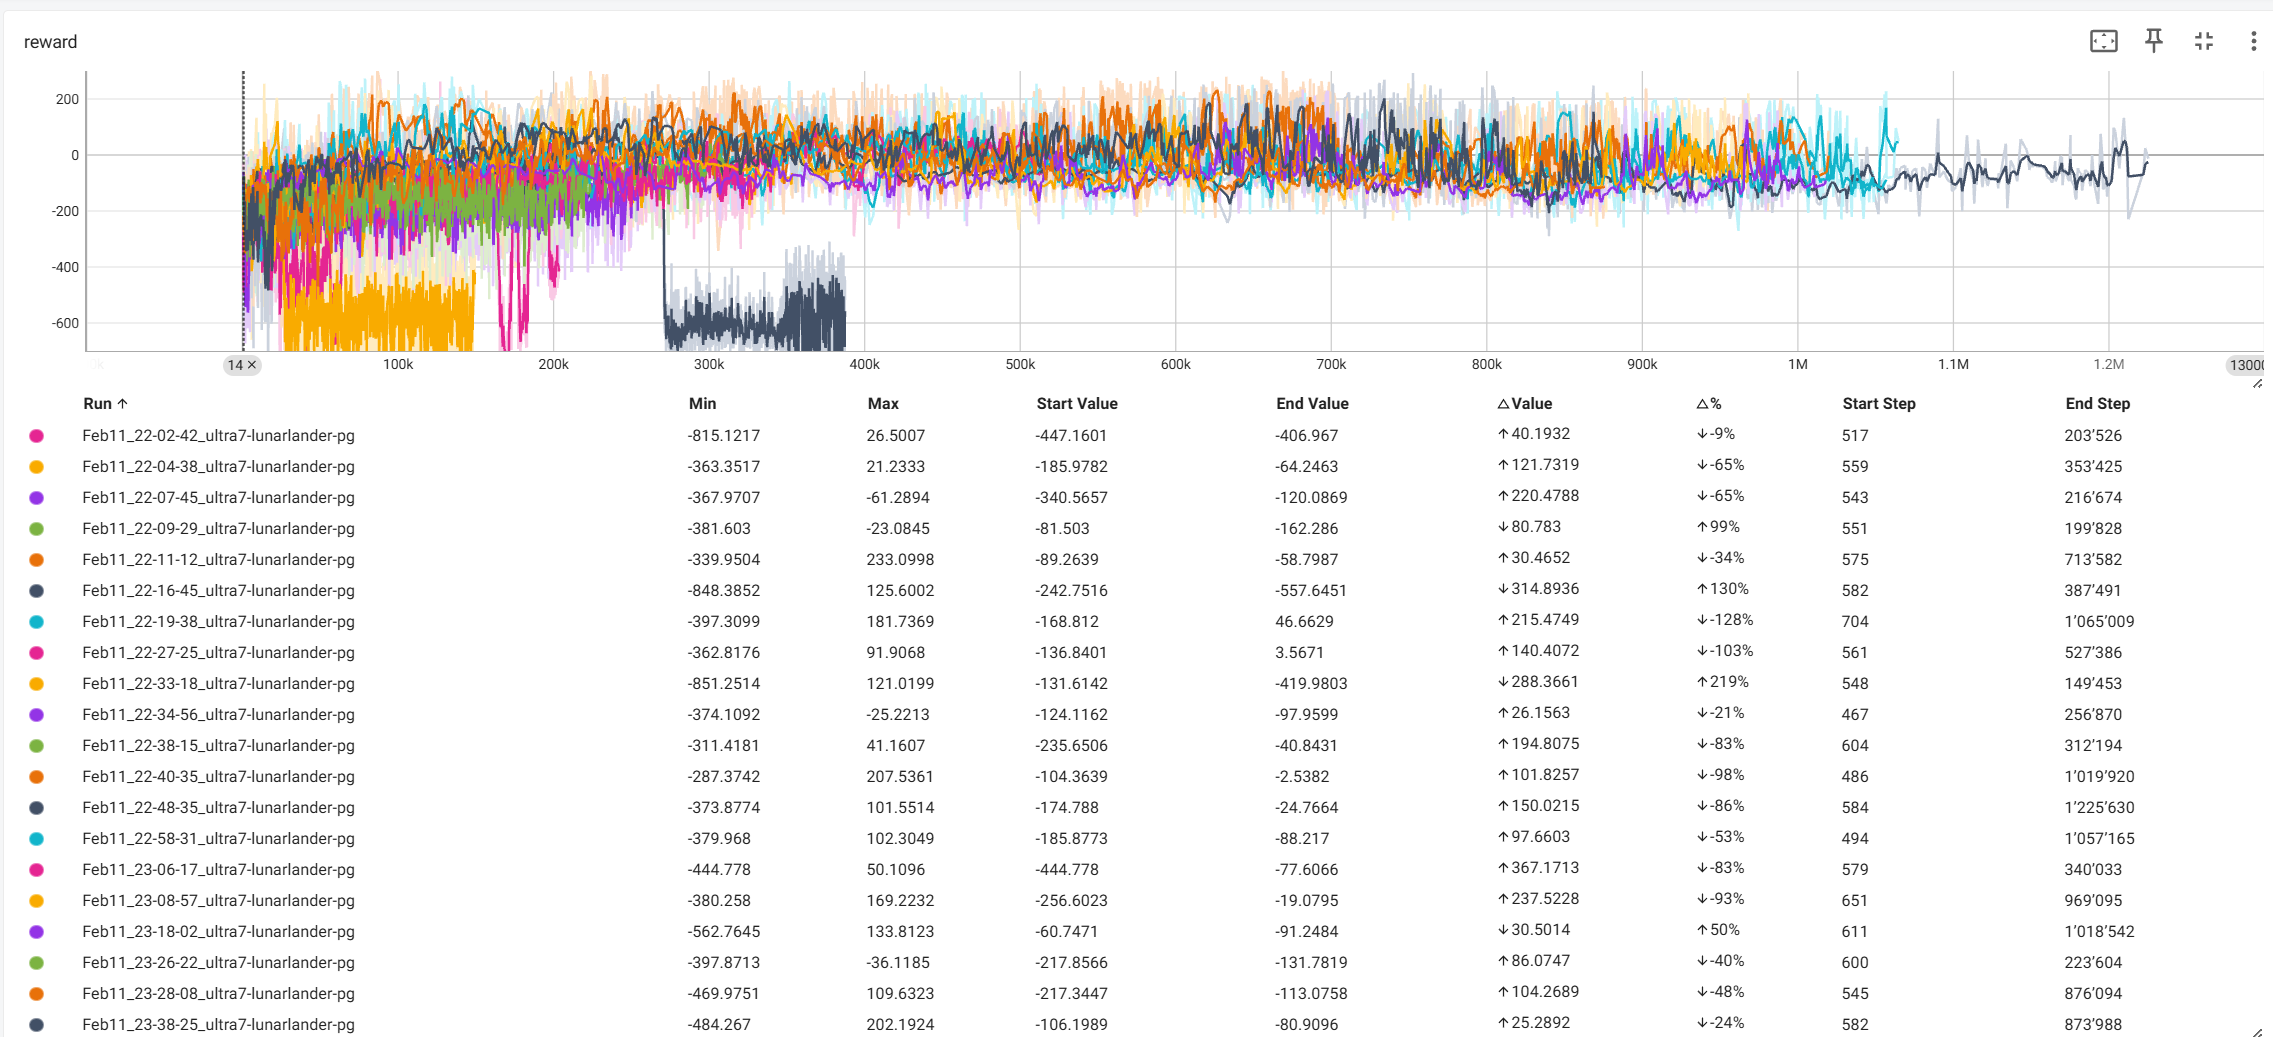 reward
200
0
-200
-400
-600
0k 14 × 100k 200k 300k 400k 500k 600k 700k 800k 900k 1M 1.1M 1.2M 13000
Run ↑ Min Max Start Value End Value △Value △% Start Step End Step
Feb11_22-02-42_ultra7-lunarlander-pg -815.1217 26.5007 -447.1601 -406.967 ↑40.1932 ↓-9% 517 203’526
Feb11_22-04-38_ultra7-lunarlander-pg -363.3517 21.2333 -185.9782 -64.2463 ↑121.7319 ↓-65% 559 353’425
Feb11_22-07-45_ultra7-lunarlander-pg -367.9707 -61.2894 -340.5657 -120.0869 ↑220.4788 ↓-65% 543 216’674
Feb11_22-09-29_ultra7-lunarlander-pg -381.603 -23.0845 -81.503 -162.286 ↓80.783 ↑99% 551 199’828
Feb11_22-11-12_ultra7-lunarlander-pg -339.9504 233.0998 -89.2639 -58.7987 ↑30.4652 ↓-34% 575 713’582
Feb11_22-16-45_ultra7-lunarlander-pg -848.3852 125.6002 -242.7516 -557.6451 ↓314.8936 ↑130% 582 387’491
Feb11_22-19-38_ultra7-lunarlander-pg -397.3099 181.7369 -168.812 46.6629 ↑215.4749 ↓-128% 704 1’065’009
Feb11_22-27-25_ultra7-lunarlander-pg -362.8176 91.9068 -136.8401 3.5671 ↑140.4072 ↓-103% 561 527’386
Feb11_22-33-18_ultra7-lunarlander-pg -851.2514 121.0199 -131.6142 -419.9803 ↓288.3661 ↑219% 548 149’453
Feb11_22-34-56_ultra7-lunarlander-pg -374.1092 -25.2213 -124.1162 -97.9599 ↑26.1563 ↓-21% 467 256’870
Feb11_22-38-15_ultra7-lunarlander-pg -311.4181 41.1607 -235.6506 -40.8431 ↑194.8075 ↓-83% 604 312’194
Feb11_22-40-35_ultra7-lunarlander-pg -287.3742 207.5361 -104.3639 -2.5382 ↑101.8257 ↓-98% 486 1’019’920
Feb11_22-48-35_ultra7-lunarlander-pg -373.8774 101.5514 -174.788 -24.7664 ↑150.0215 ↓-86% 584 1’225’630
Feb11_22-58-31_ultra7-lunarlander-pg -379.968 102.3049 -185.8773 -88.217 ↑97.6603 ↓-53% 494 1’057’165
Feb11_23-06-17_ultra7-lunarlander-pg -444.778 50.1096 -444.778 -77.6066 ↑367.1713 ↓-83% 579 340’033
Feb11_23-08-57_ultra7-lunarlander-pg -380.258 169.2232 -256.6023 -19.0795 ↑237.5228 ↓-93% 651 969’095
Feb11_23-18-02_ultra7-lunarlander-pg -562.7645 133.8123 -60.7471 -91.2484 ↓30.5014 ↑50% 611 1’018’542
Feb11_23-26-22_ultra7-lunarlander-pg -397.8713 -36.1185 -217.8566 -131.7819 ↑86.0747 ↓-40% 600 223’604
Feb11_23-28-08_ultra7-lunarlander-pg -469.9751 109.6323 -217.3447 -113.0758 ↑104.2689 ↓-48% 545 876’094
Feb11_23-38-25_ultra7-lunarlander-pg -484.267 202.1924 -106.1989 -80.9096 ↑25.2892 ↓-24% 582 873’988